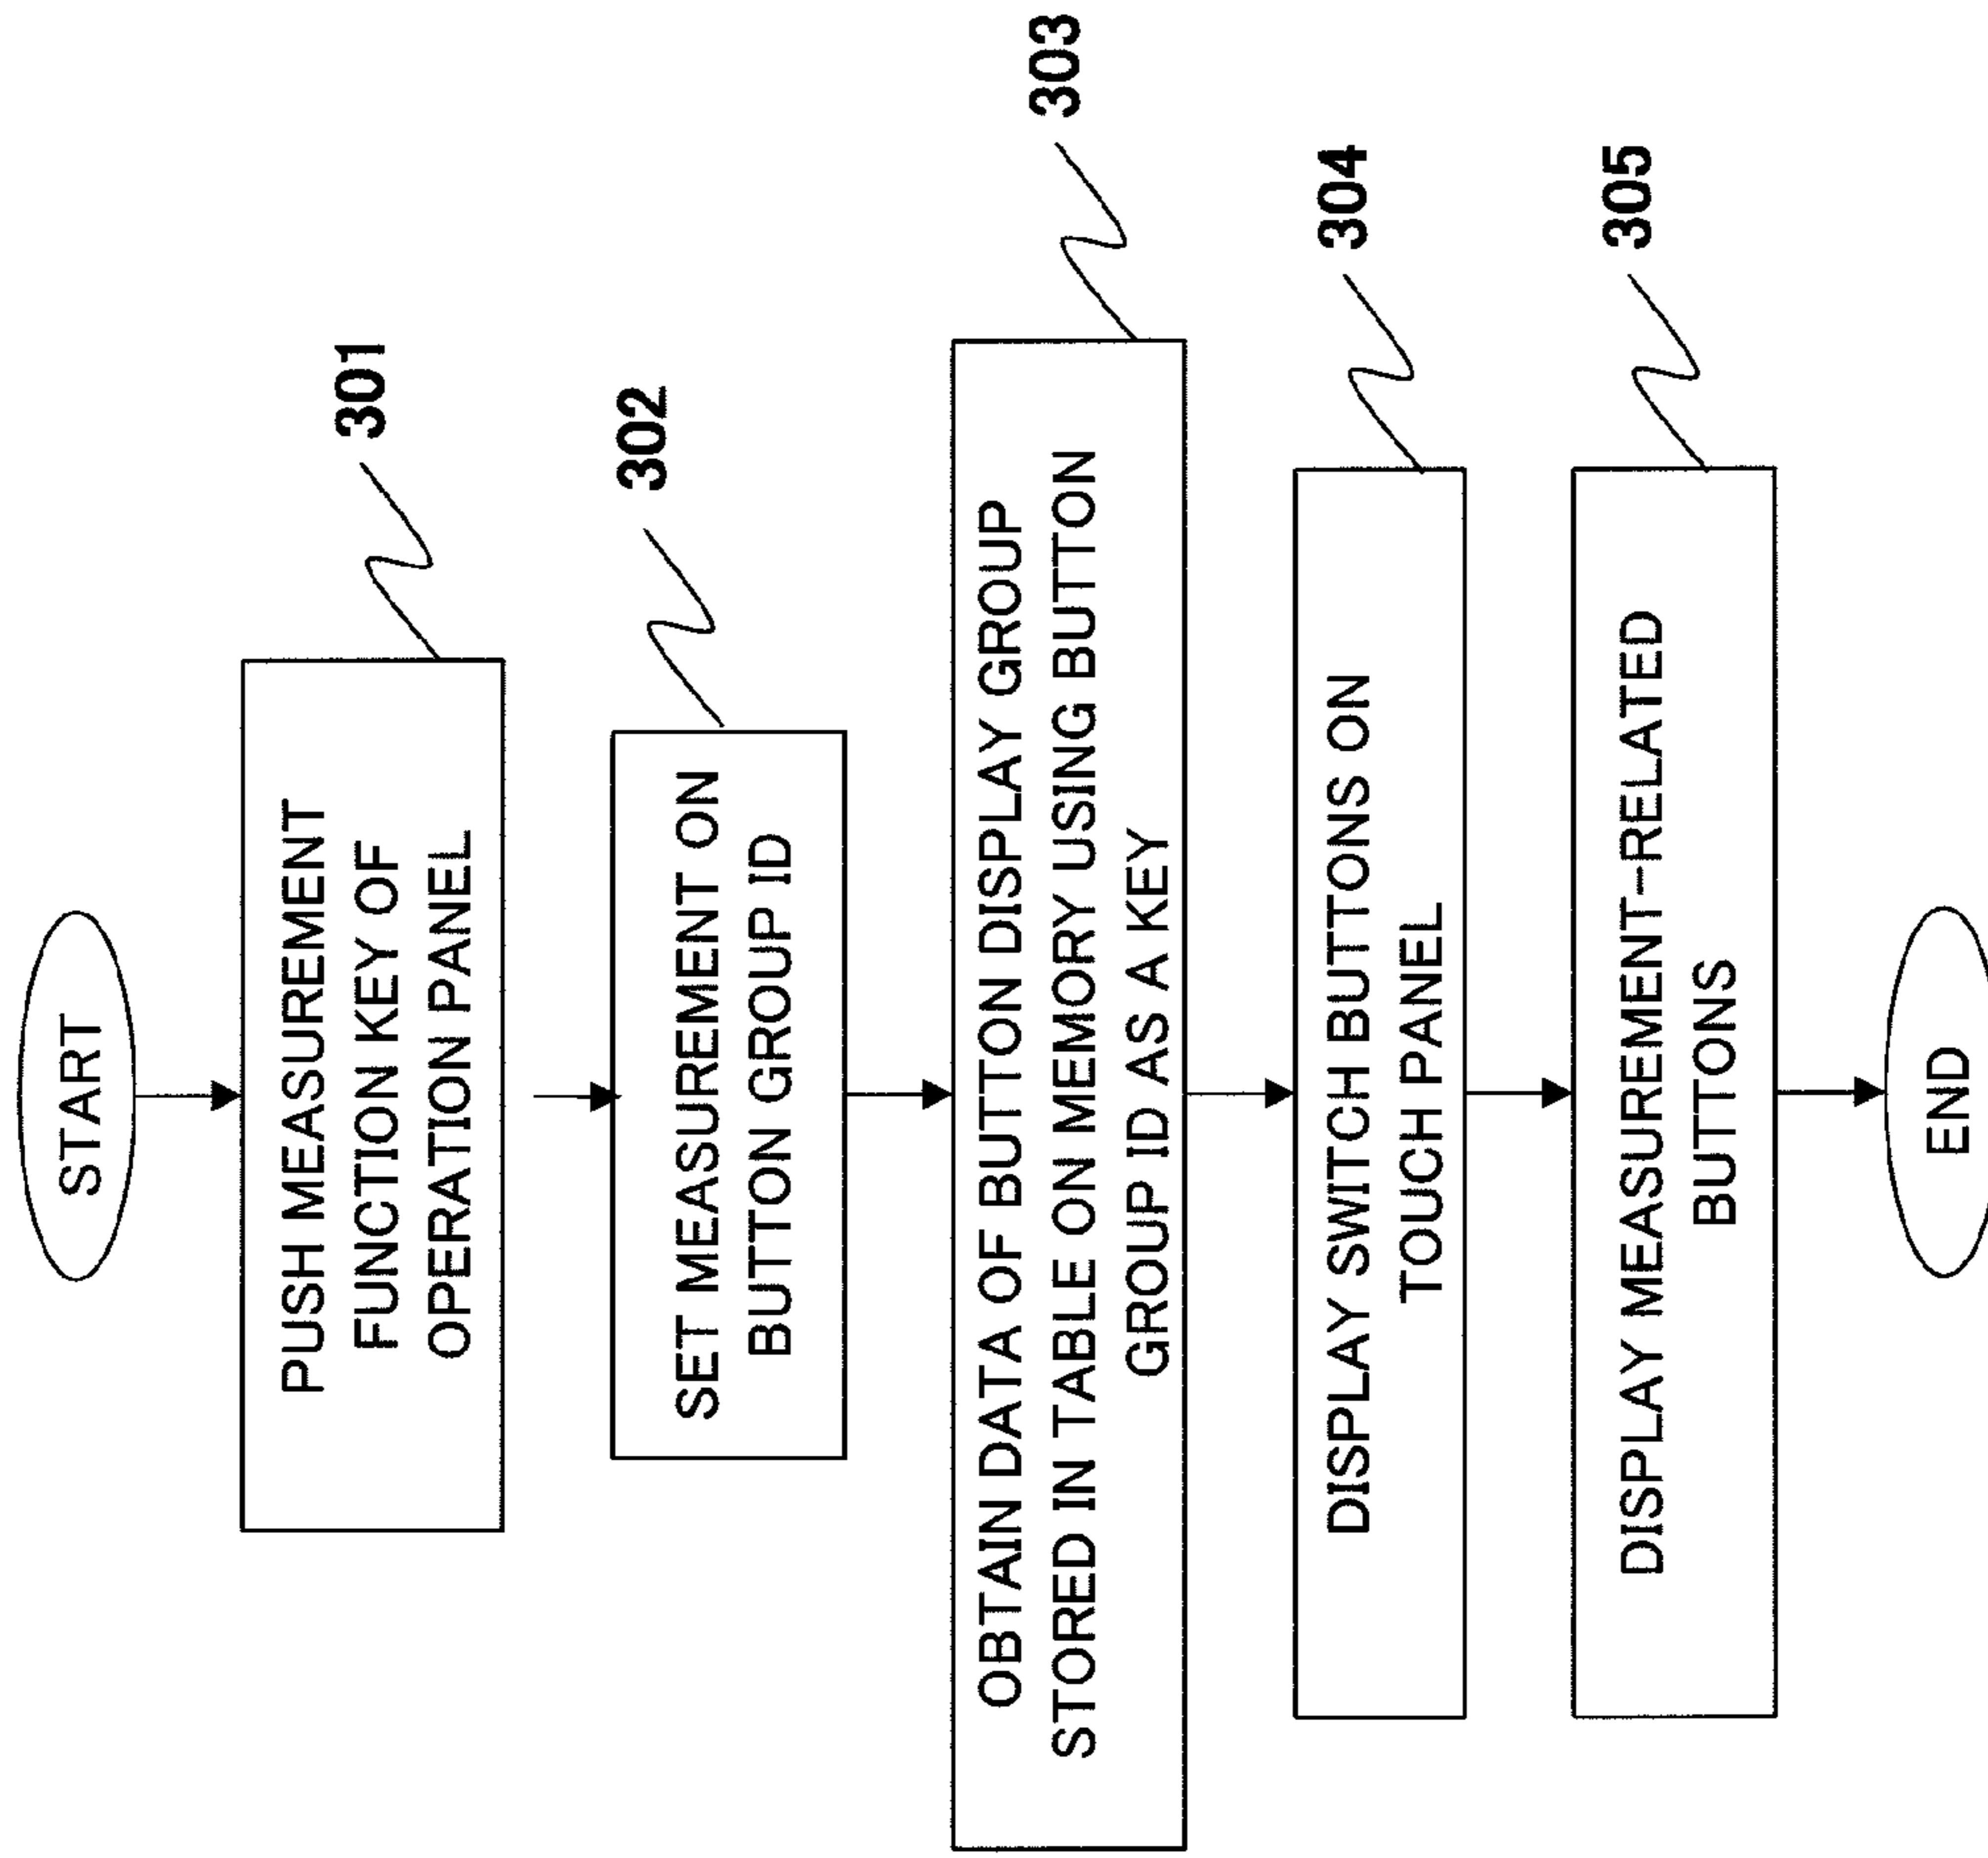 START
PUSH MEASUREMENT
FUNCTION KEY OF
OPERATION PANEL
301
SET MEASUREMENT ON
BUTTON GROUP ID
302
OBTAIN DATA OF BUTTON DISPLAY GROUP
STORED IN TABLE ON MEMORY USING BUTTON
GROUP ID AS A KEY
303
DISPLAY SWITCH BUTTONS ON
TOUCH PANEL
304
DISPLAY MEASUREMENT-RELATED
BUTTONS
305
END